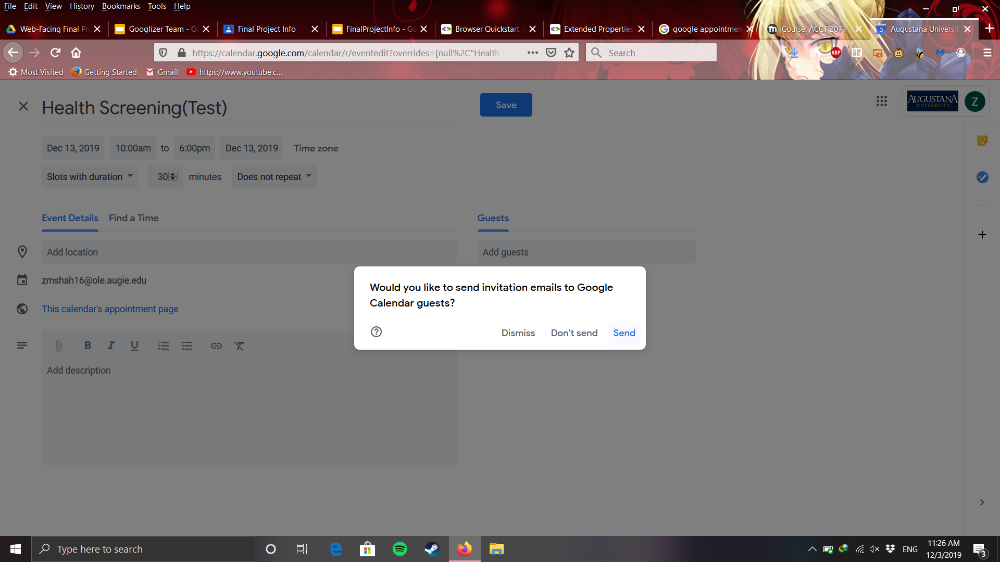 File Edit View History Bookmarks Tools Help
Web-Facing Final Pr Googlizer Team - Go Final Project Info FinalProjectInfo - Go Browser Quickstart Extended Properties google appointmen Course: ACCT 207 A Augustana Universit
https://calendar.google.com/calendar/r/eventedit?overrides=[null%2C"Health Search ABP
Most Visited Getting Started Gmail https://www.youtube.c...
Health Screening(Test) Save AUGUSTANA UNIVERSITY Z
Dec 13, 2019 10:00am to 6:00pm Dec 13, 2019 Time zone
Slots with duration 30 minutes Does not repeat
Event Details Find a Time Guests
Add location Add guests
zmshah16@ole.augie.edu
This calendar's appointment page
Would you like to send invitation emails to Google
Calendar guests?
Dismiss Don't send Send
B I U
Add description
Type here to search ENG 11:26 AM
12/3/2019 3